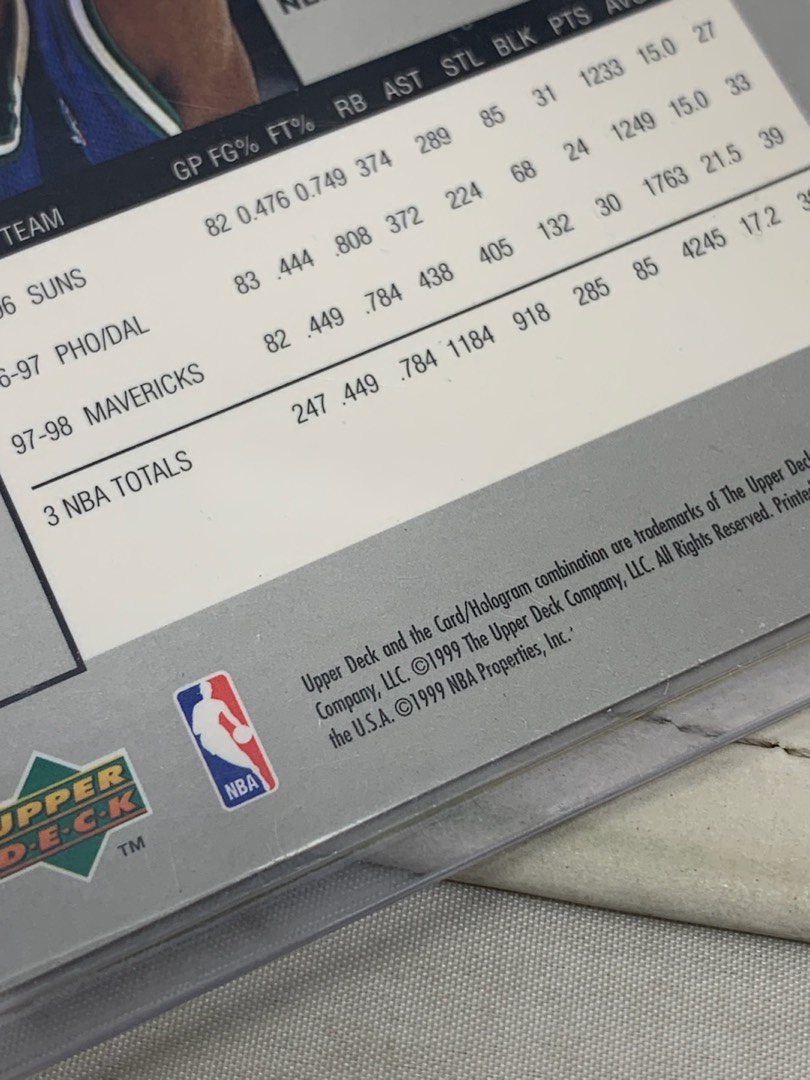 TEAM GP FG% FT% RB AST STL BLK PTS
SUNS 82 0.476 0.749 374 289 85 31 1233 15.0 27
PHO/DAL 83 .444 .808 372 224 68 24 1249 15.0 33
97-98 MAVERICKS 82 .449 .784 438 405 132 30 1763 21.5 39
3 NBA TOTALS 247 .449 .784 1184 918 285 85 4245 17.2
Upper Deck and the Card/Hologram combination are trademarks of The Upper Deck
Company, LLC. ©1999 The Upper Deck Company, LLC. All Rights Reserved. Printed
the U.S.A. ©1999 NBA Properties, Inc.
NBA
UPPER
D·E·C·K
TM